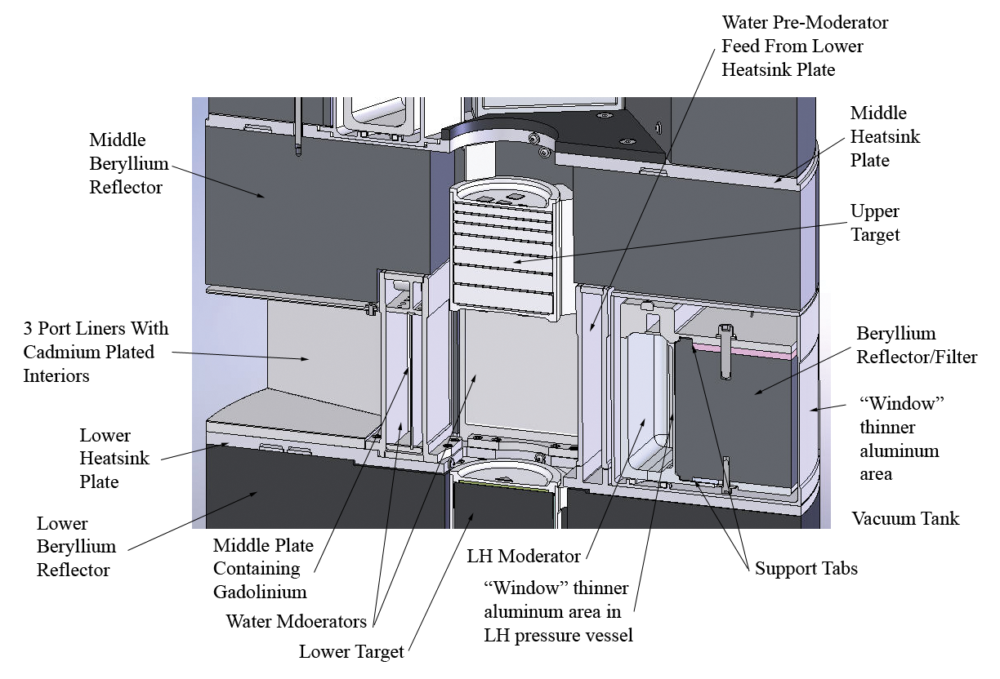 Water Pre-Moderator
Feed From Lower
Heatsink Plate
Middle
Heatsink
Plate
Middle
Beryllium
Reflector
Upper
Target
3 Port Liners With
Cadmium Plated
Interiors
Beryllium
Reflector/Filter
“Window”
thinner
aluminum
area
Lower
Heatsink
Plate
Vacuum Tank
Lower
Beryllium
Reflector
Middle Plate
Containing
Gadolinium
LH Moderator
Support Tabs
“Window” thinner
aluminum area in
LH pressure vessel
Water Mdoerators
Lower Target